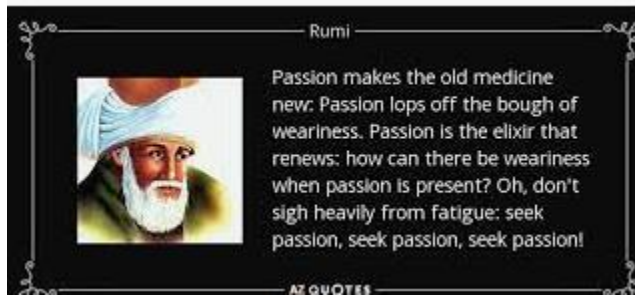 Rumi
Passion makes the old medicine
new: Passion lops off the bough of
weariness. Passion is the elixir that
renews: how can there be weariness
when passion is present? Oh, don't
sigh heavily from fatigue: seek
passion, seek passion, seek passion!
AZ QUOTES